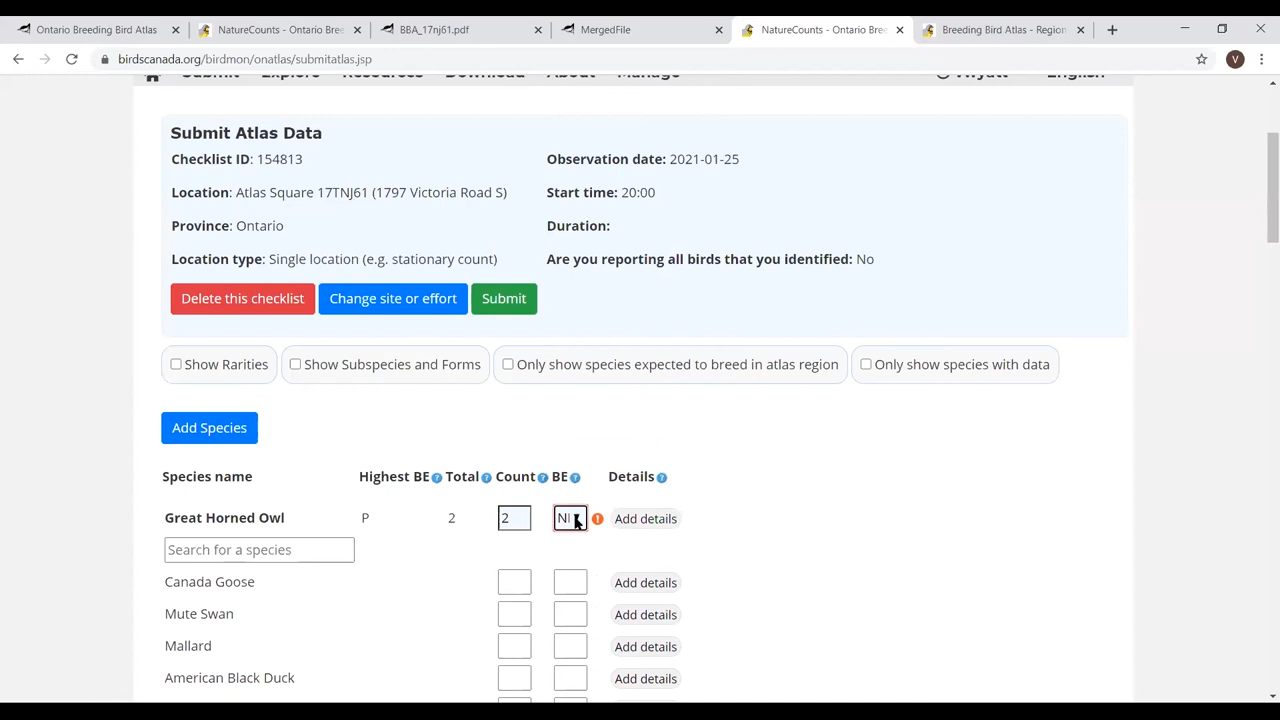 Ontario Breeding Bird Atlas
NatureCounts - Ontario Bree
BBA_17nj61.pdf
MergedFile
NatureCounts - Ontario Bree
Breeding Bird Atlas - Region
birdscanada.org/birdmon/onatlas/submitatlas.jsp
V
Submit Explore Resources Download About Manage VWyatt English
Submit Atlas Data
Checklist ID: 154813
Observation date: 2021-01-25
Location: Atlas Square 17TNJ61 (1797 Victoria Road S)
Start time: 20:00
Province: Ontario
Duration:
Location type: Single location (e.g. stationary count)
Are you reporting all birds that you identified: No
Delete this checklist Change site or effort Submit
Show Rarities Show Subspecies and Forms Only show species expected to breed in atlas region Only show species with data
Add Species
Species name Highest BE ? Total ? Count ? BE ? Details ?
Great Horned Owl P 2 2 ! Add details
Search for a species
Canada Goose Add details
Mute Swan Add details
Mallard Add details
American Black Duck Add details